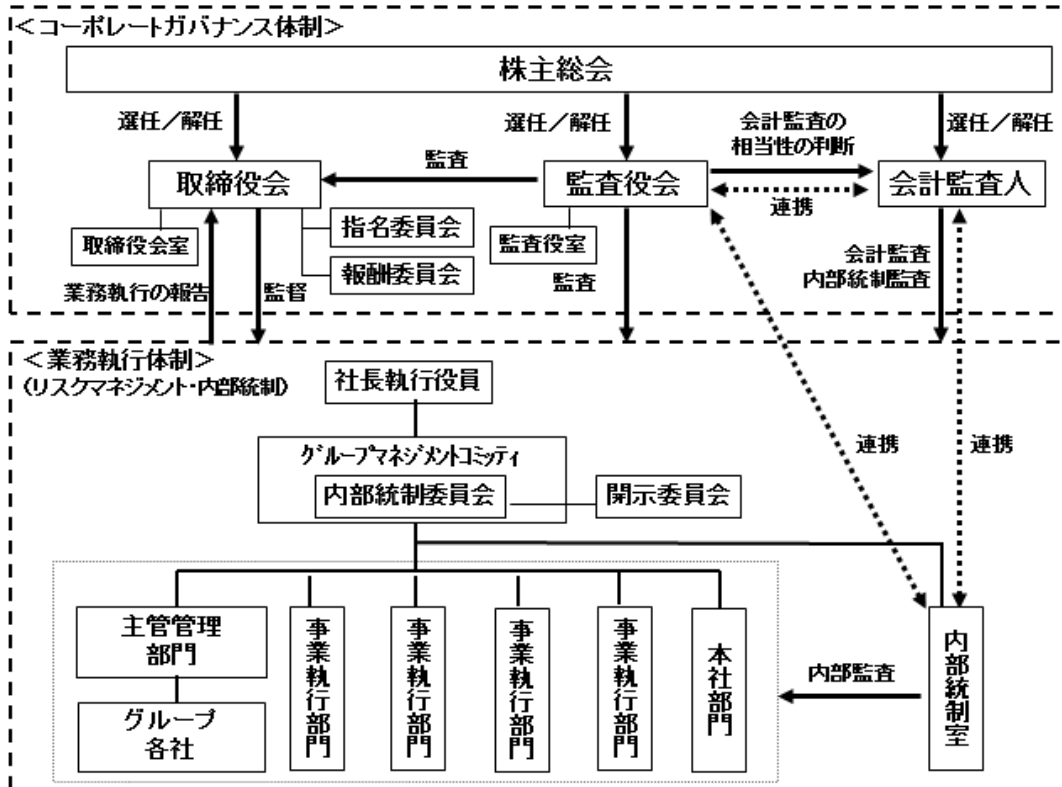 ＜コーポレートガバナンス体制＞
株主総会
選任／解任
選任／解任
会計監査の
相当性の判断
選任／解任
取締役会
監査
監査役会
連携
会計監査人
取締役会室
指名委員会
報酬委員会
監査役室
業務執行の報告
監督
監査
会計監査
内部統制監査
＜業務執行体制＞
（リスクマネジメント・内部統制）
社長執行役員
グループマネジメントコミッティ
内部統制委員会
開示委員会
連携
連携
主管管理
部門
グループ
各社
事業執行部門
事業執行部門
事業執行部門
事業執行部門
本社部門
内部監査
内部統制室